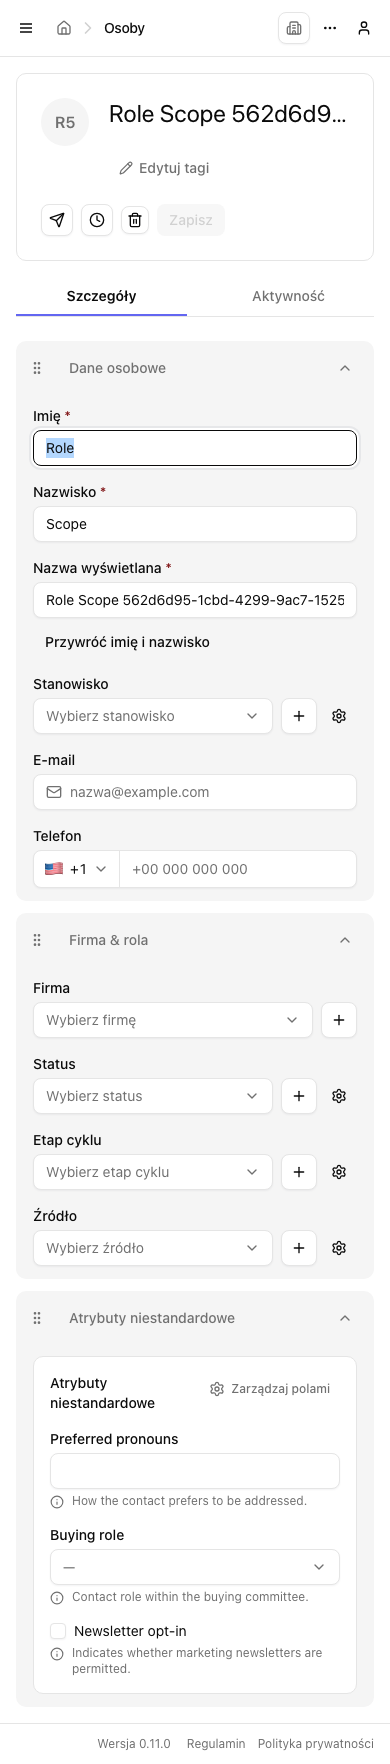 Osoby
R5
Role Scope 562d6d9...
Edytuj tagi
Zapisz
Szczegóły
Aktywność
Dane osobowe
Imię *
Role
Nazwisko *
Scope
Nazwa wyświetlana *
Role Scope 562d6d95-1cbd-4299-9ac7-1525
Przywróć imię i nazwisko
Stanowisko
Wybierz stanowisko
E-mail
nazwa@example.com
Telefon
+1
+00 000 000 000
Firma & rola
Firma
Wybierz firmę
Status
Wybierz status
Etap cyklu
Wybierz etap cyklu
Źródło
Wybierz źródło
Atrybuty niestandardowe
Atrybuty
niestandardowe
Zarządzaj polami
Preferred pronouns
How the contact prefers to be addressed.
Buying role
—
Contact role within the buying committee.
Newsletter opt-in
Indicates whether marketing newsletters are
permitted.
Wersja 0.11.0 Regulamin Polityka prywatności